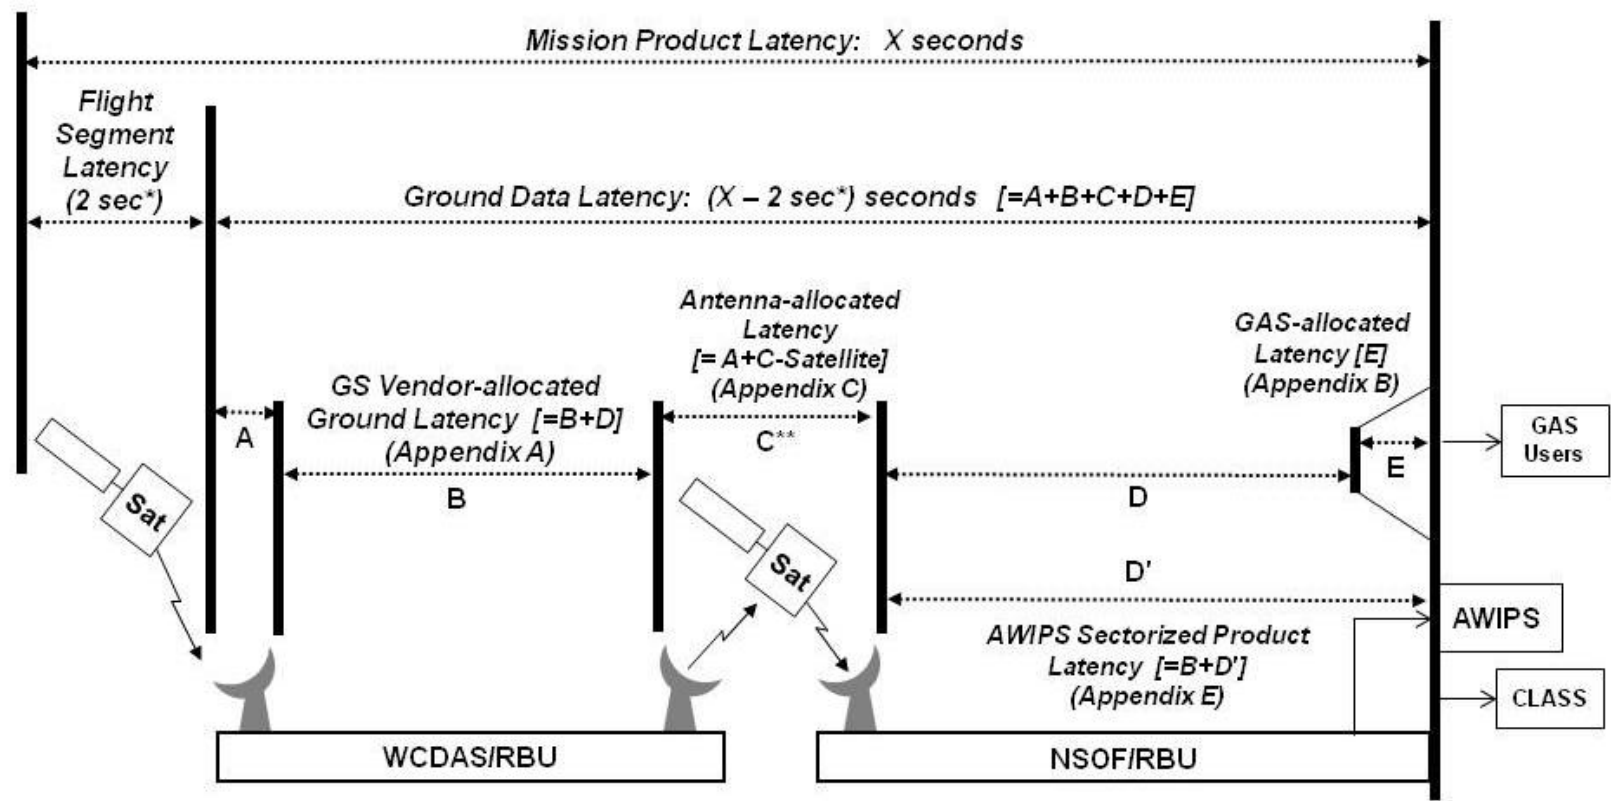 Mission Product Latency: X seconds
Flight
Segment
Latency
(2 sec*)
Ground Data Latency: (X – 2 sec*) seconds [=A+B+C+D+E]
Antenna-allocated
Latency
[= A+C-Satellite]
(Appendix C)
GAS-allocated
Latency [E]
(Appendix B)
GS Vendor-allocated
Ground Latency [=B+D]
(Appendix A)
A
B
C**
D
E
GAS
Users
Sat
Sat
D'
AWIPS Sectorized Product
Latency [=B+D']
(Appendix E)
AWIPS
CLASS
WCDAS/RBU
NSOF/RBU